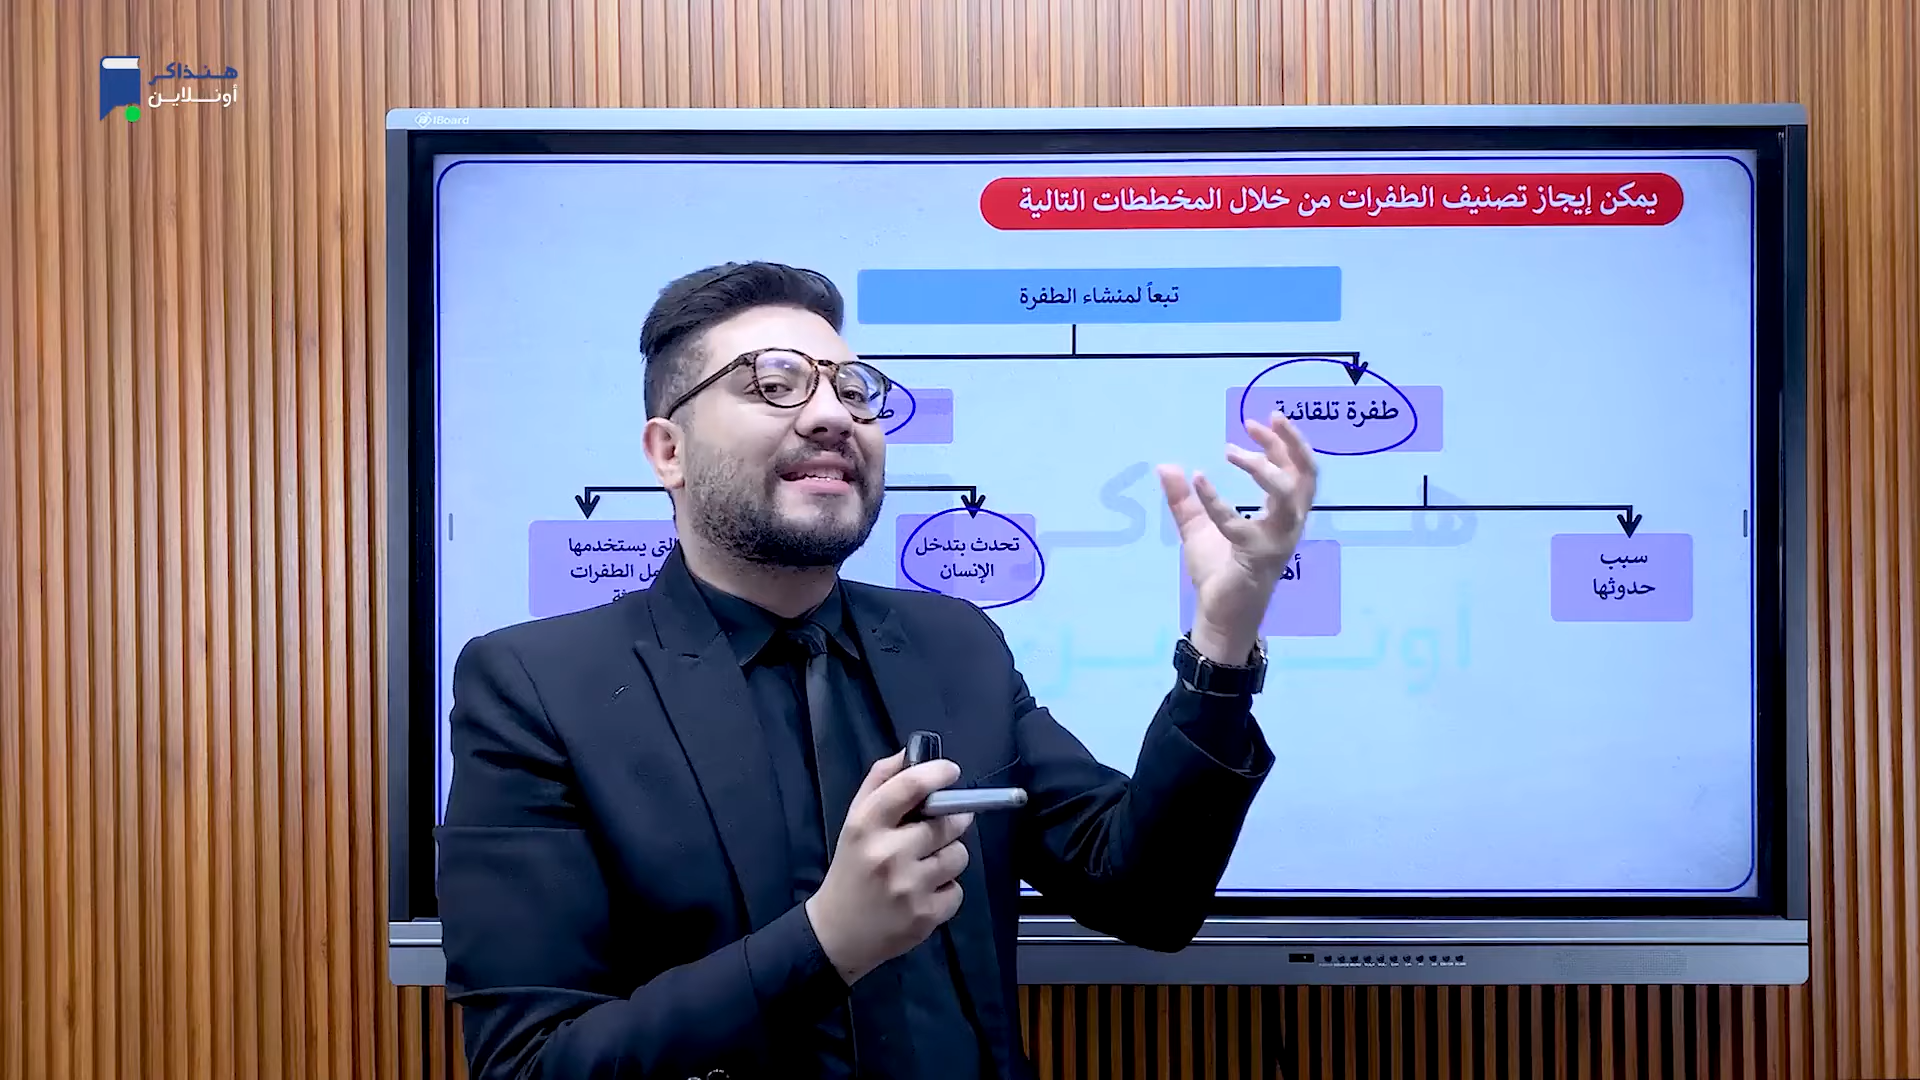 هنذاكر
أونلاين
IBoard
يمكن إيجاز تصنيف الطفرات من خلال المخططات التالية
تبعاً لمنشاء الطفرة
طفرة تلقائية
سبب
حدوثها
تحدث بتدخل
الإنسان
التى يستخدمها
الطفرات